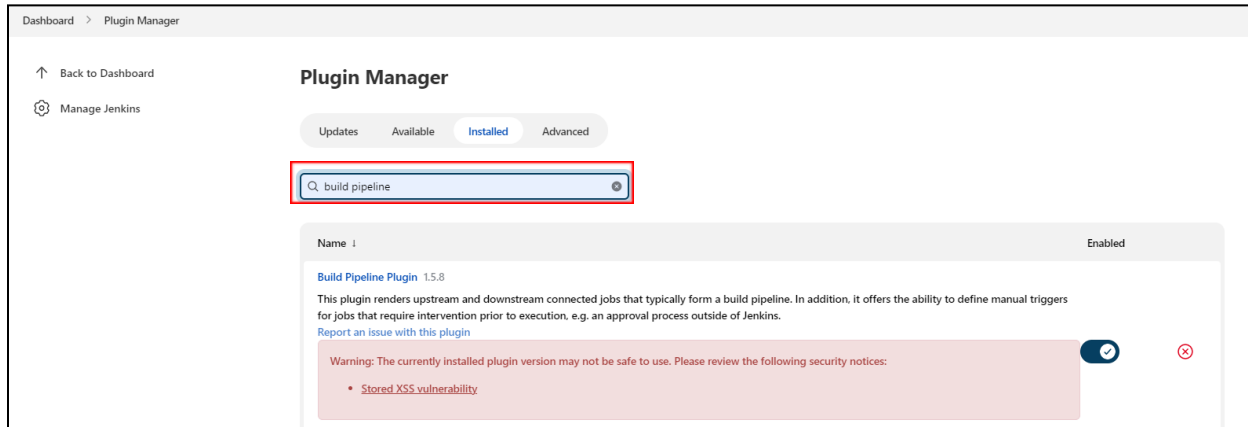 Dashboard > Plugin Manager
Back to Dashboard
Manage Jenkins
Plugin Manager
Updates Available Installed Advanced
build pipeline
Name ↓ Enabled
Build Pipeline Plugin 1.5.8
This plugin renders upstream and downstream connected jobs that typically form a build pipeline. In addition, it offers the ability to define manual triggers
for jobs that require intervention prior to execution, e.g. an approval process outside of Jenkins.
Report an issue with this plugin
Warning: The currently installed plugin version may not be safe to use. Please review the following security notices:
• Stored XSS vulnerability